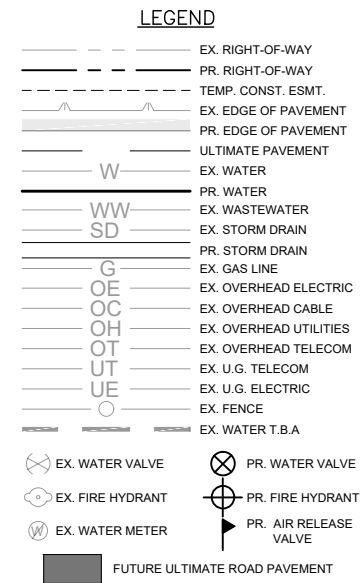 LEGEND
EX. RIGHT-OF-WAY
PR. RIGHT-OF-WAY
TEMP. CONST. ESMT.
EX. EDGE OF PAVEMENT
PR. EDGE OF PAVEMENT
ULTIMATE PAVEMENT
W EX. WATER
PR. WATER
WW EX. WASTEWATER
SD EX. STORM DRAIN
PR. STORM DRAIN
G EX. GAS LINE
OE EX. OVERHEAD ELECTRIC
OC EX. OVERHEAD CABLE
OH EX. OVERHEAD UTILITIES
OT EX. OVERHEAD TELECOM
UT EX. U.G. TELECOM
UE EX. U.G. ELECTRIC
EX. FENCE
EX. WATER T.B.A
EX. WATER VALVE PR. WATER VALVE
EX. FIRE HYDRANT PR. FIRE HYDRANT
W EX. WATER METER PR. AIR RELEASE
VALVE
FUTURE ULTIMATE ROAD PAVEMENT